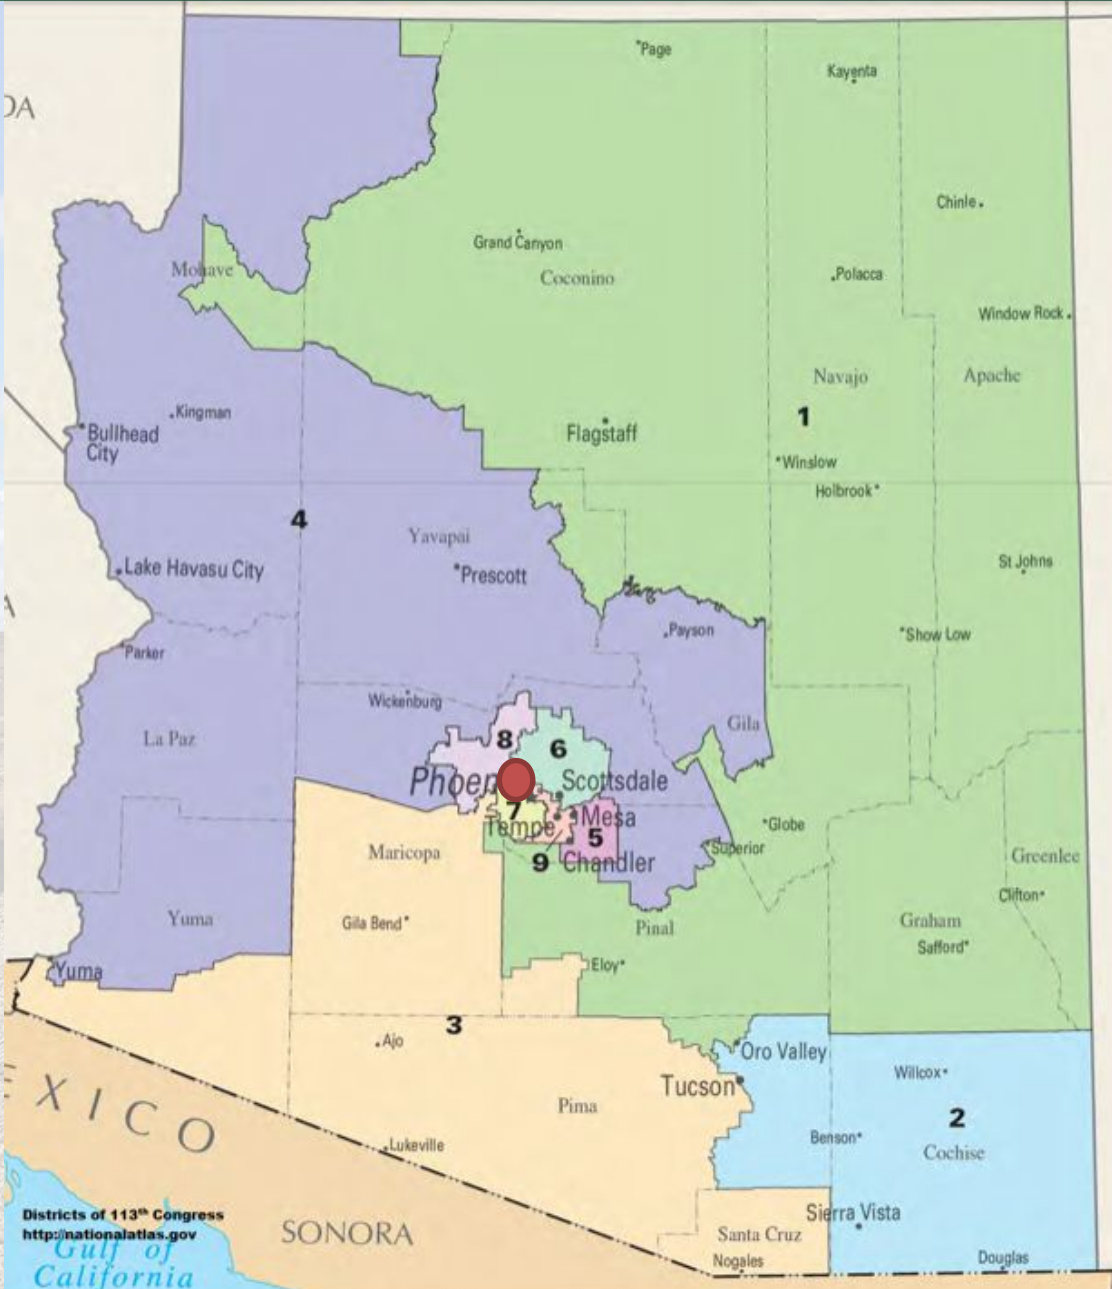 DA
Page
Kayenta
Chinle
Grand Canyon
Mohave
Coconino
Polacca
Window Rock
Navajo
Apache
Kingman
1
Bullhead
City
Flagstaff
Winslow
Holbrook
4
Yavapai
Lake Havasu City
Prescott
St Johns
A
Payson
Show Low
Parker
Wickenburg
Gila
La Paz
8
6
Phoen
Scottsdale
7
Mesa
Tempe
5
Globe
Superior
Maricopa
9
Chandler
Greenlee
Clifton
Yuma
Gila Bend
Pinal
Graham
Safford
Yuma
Eloy
3
Ajo
Oro Valley
Willcox
EXICO
Tucson
Pima
2
Benson
Cochise
Lukeville
Districts of 113th Congress
http://nationalatlas.gov
Sierra Vista
SONORA
Santa Cruz
Gulf of
California
Nogales
Douglas